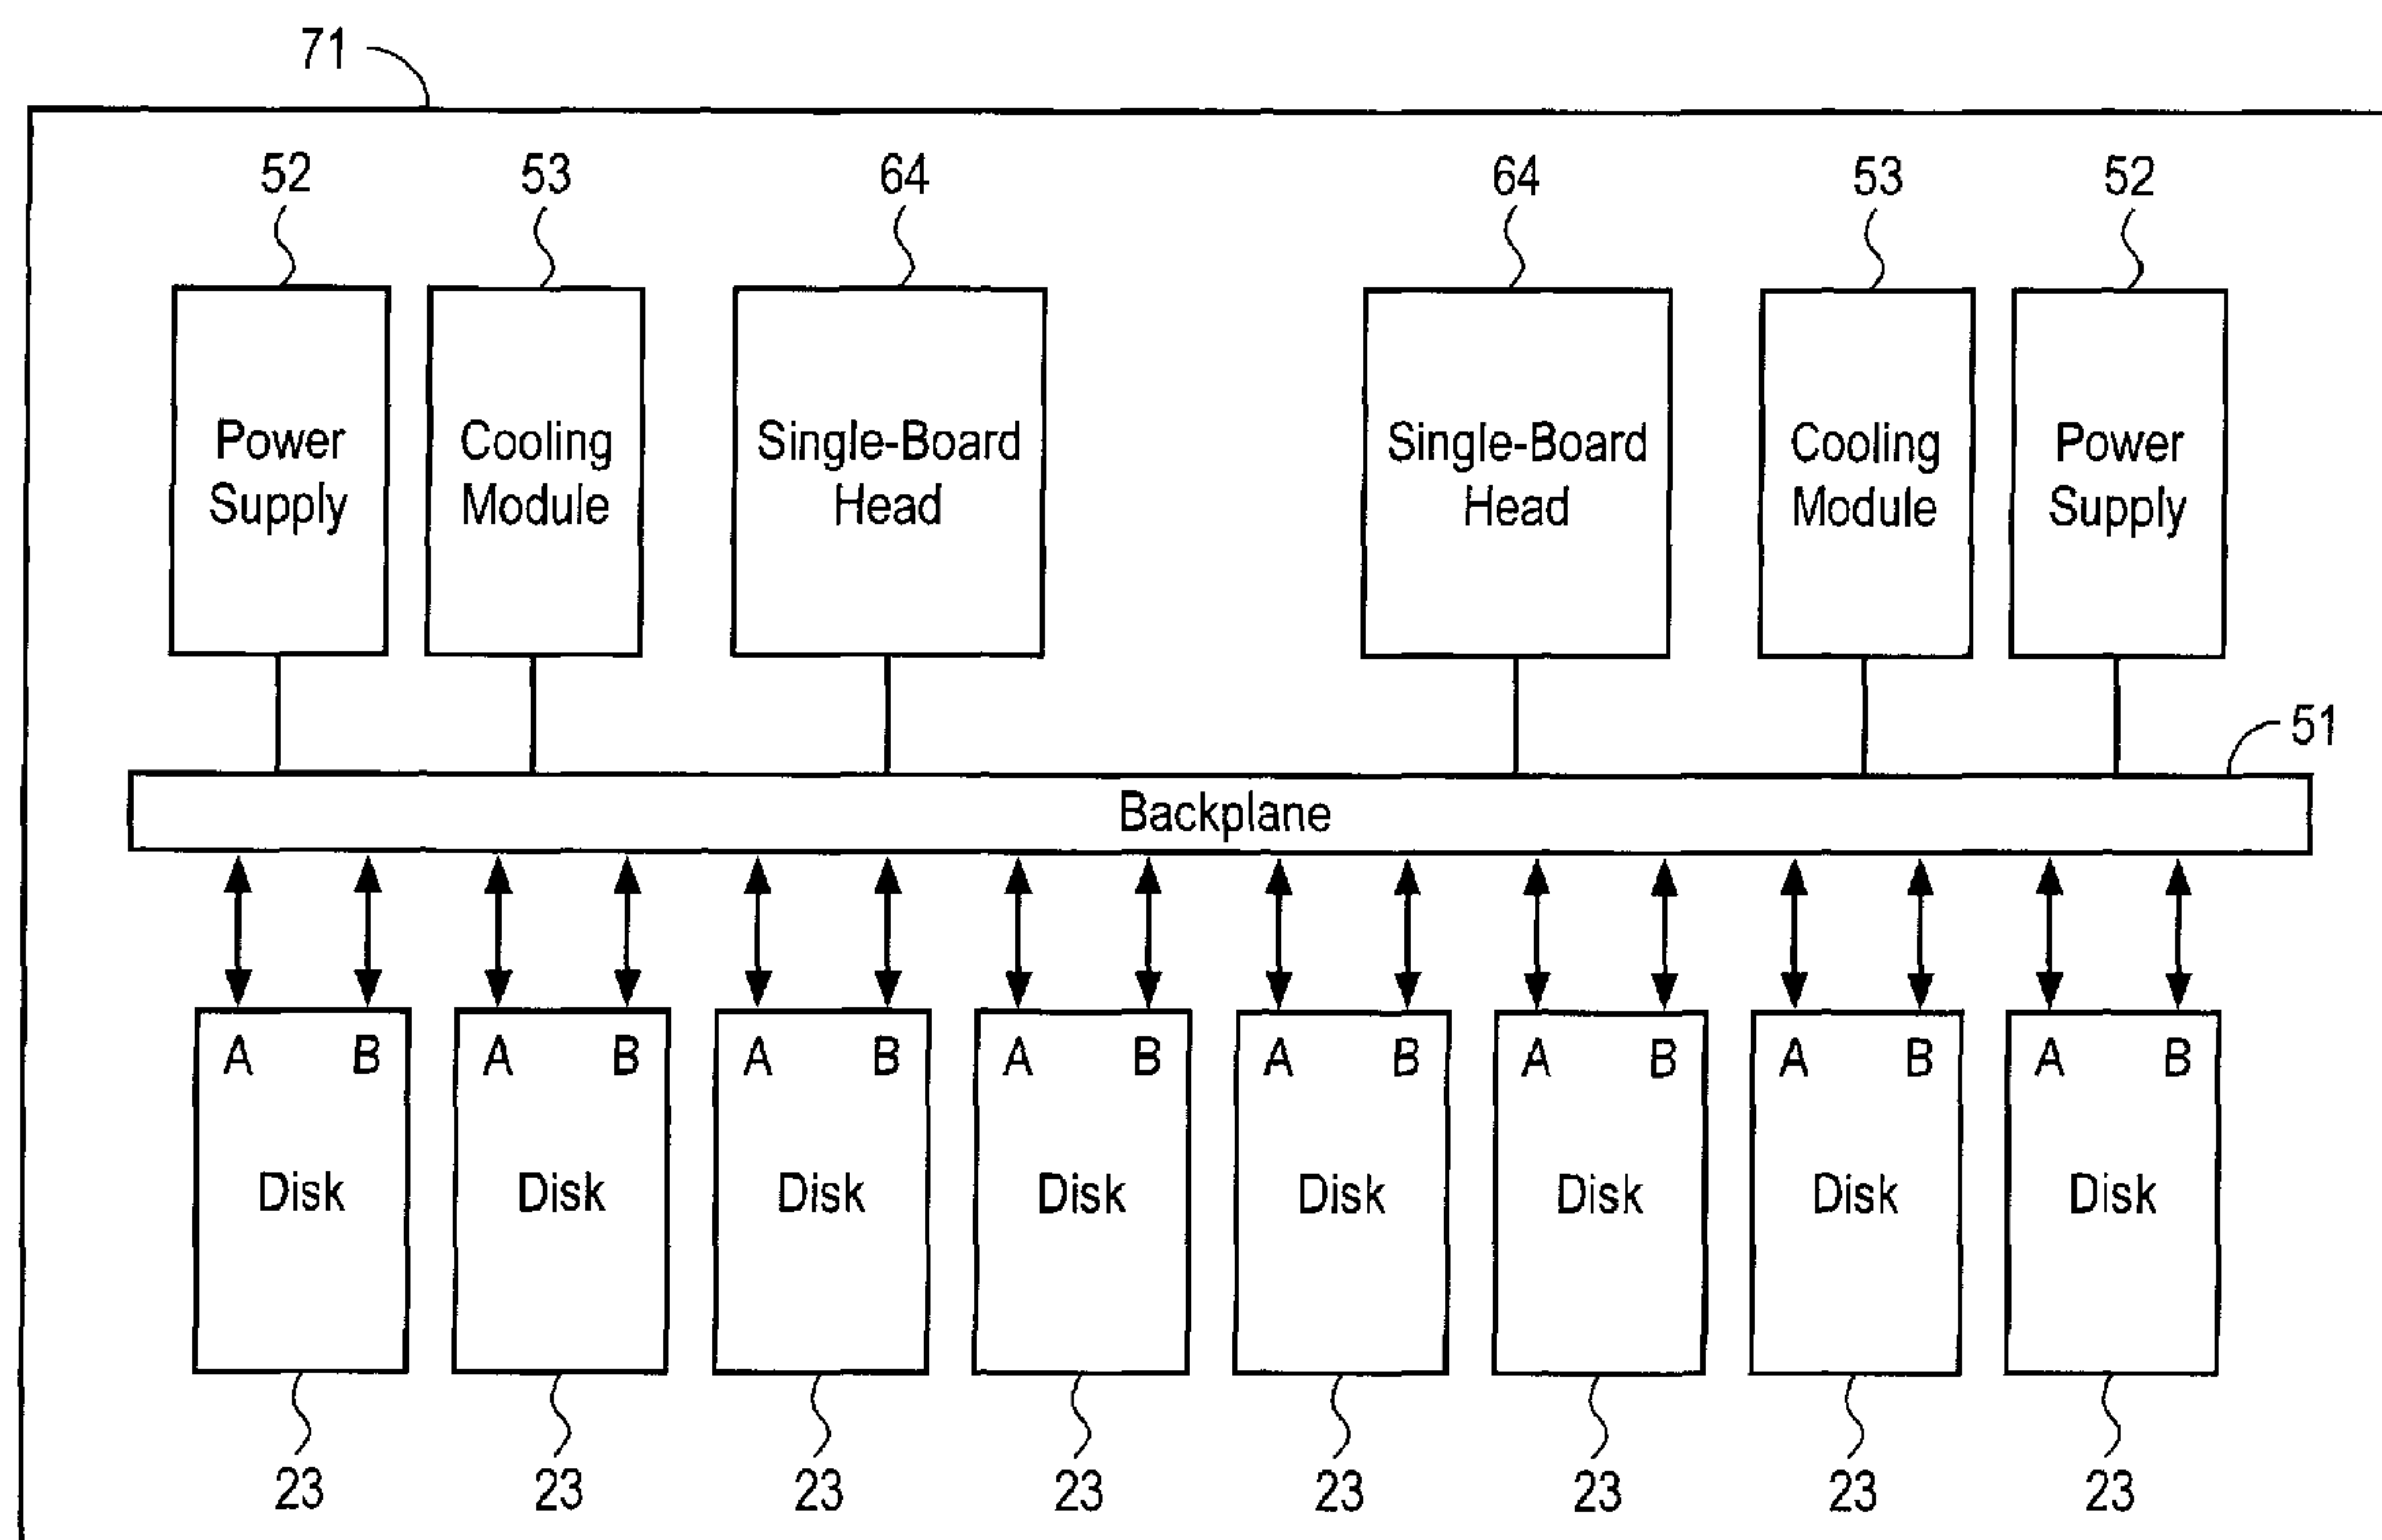 71
52 53 64 64 53 52
Power Supply
Cooling Module
Single-Board Head
Single-Board Head
Cooling Module
Power Supply
51
Backplane
A B A B A B A B A B A B A B A B
Disk Disk Disk Disk Disk Disk Disk Disk
23 23 23 23 23 23 23 23